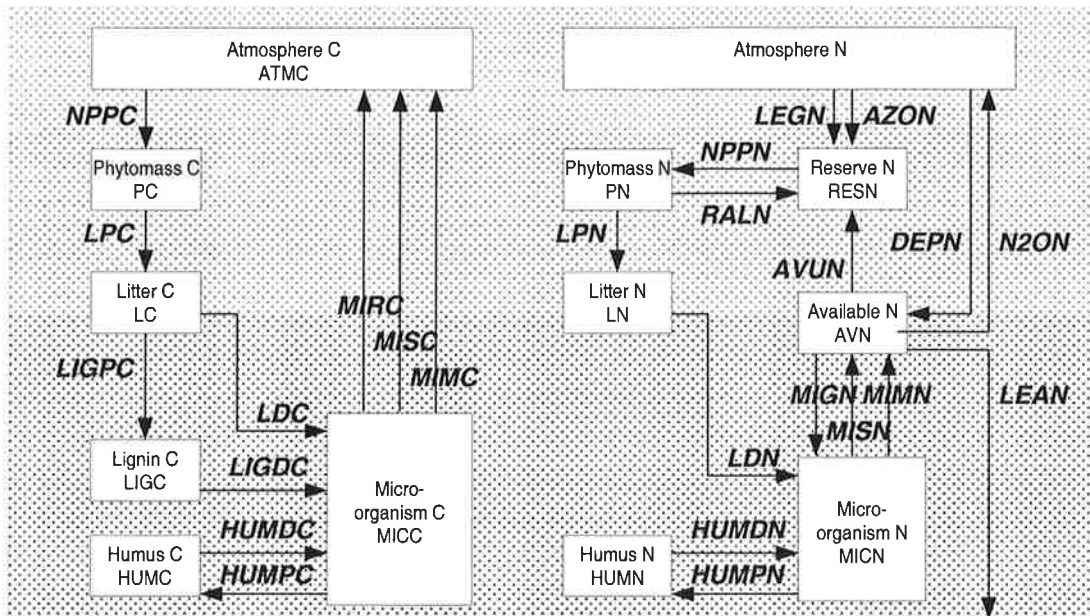 Atmosphere C
ATMC
NPPC
Phytomass C
PC
LPC
Litter C
LC
LIGPC
LDC
Lignin C
LIGC
LIGDC
Humus C
HUMC
HUMDC
HUMPC
MIRC
MISC
MIMC
Micro-
organism C
MICC
Atmosphere N
LEGN
AZON
Phytomass N
PN
NPPN
RALN
Reserve N
RESN
LPN
AVUN
DEPN
N2ON
Litter N
LN
Available N
AVN
MIGN
MIMN
MISN
LEAN
LDN
Micro-
organism N
MICN
Humus N
HUMN
HUMDN
HUMPN